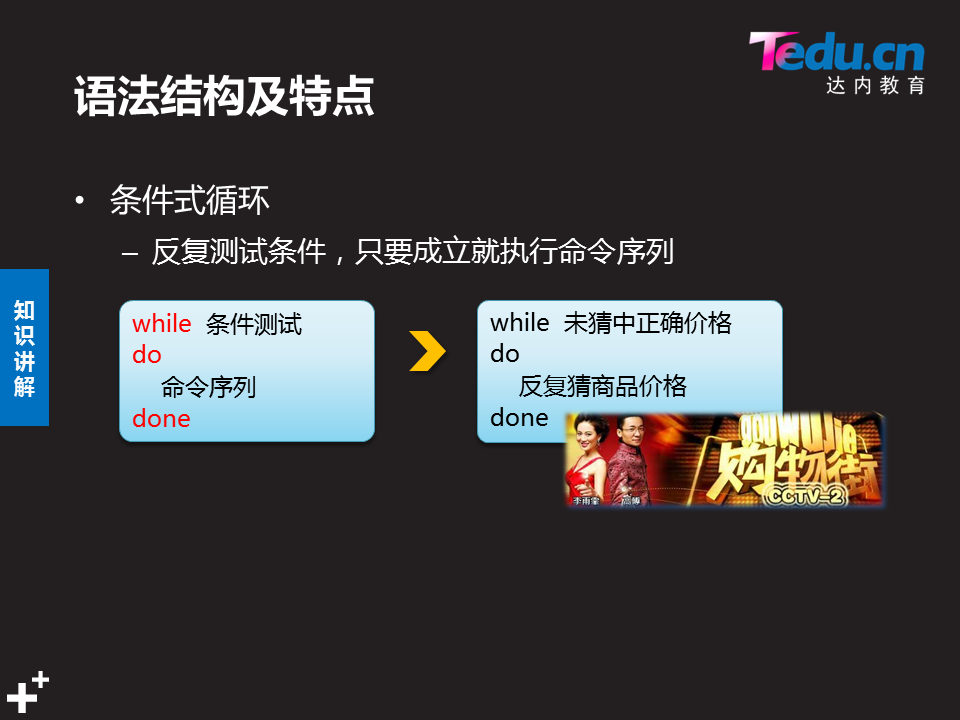 Tedu.cn
达内教育
语法结构及特点
• 条件式循环
– 反复测试条件，只要成立就执行命令序列
知识讲解
while 条件测试
do
命令序列
done
while 未猜中正确价格
do
反复猜商品价格
done
gouwujie
购物街
CCTV-2
李雨霏 高博